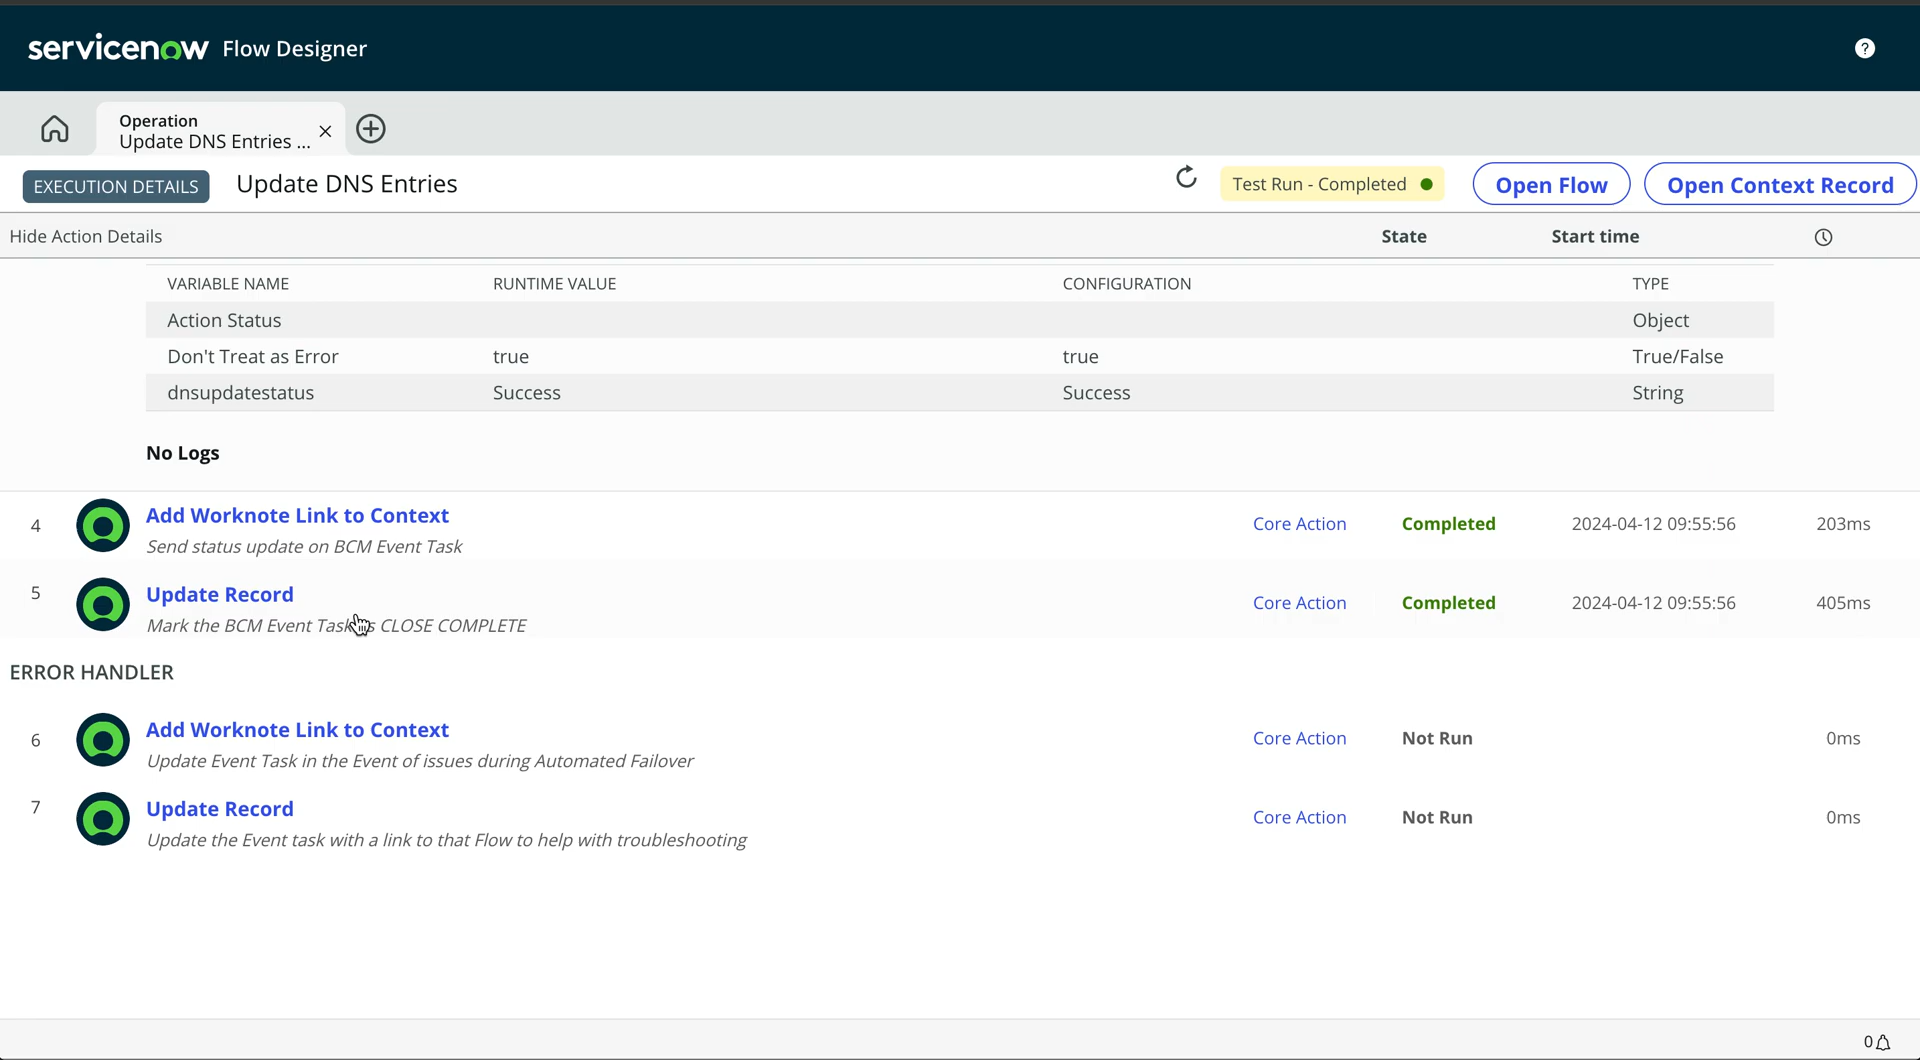 servicenow Flow Designer
Operation
Update DNS Entries ...
EXECUTION DETAILS Update DNS Entries Test Run - Completed Open Flow Open Context Record
Hide Action Details State Start time
VARIABLE NAME RUNTIME VALUE CONFIGURATION TYPE
Action Status Object
Don't Treat as Error true true True/False
dnsupdatestatus Success Success String
No Logs
4 Add Worknote Link to Context Core Action Completed 2024-04-12 09:55:56 203ms
Send status update on BCM Event Task
5 Update Record Core Action Completed 2024-04-12 09:55:56 405ms
Mark the BCM Event Task CLOSE COMPLETE
ERROR HANDLER
6 Add Worknote Link to Context Core Action Not Run 0ms
Update Event Task in the Event of issues during Automated Failover
7 Update Record Core Action Not Run 0ms
Update the Event task with a link to that Flow to help with troubleshooting
0